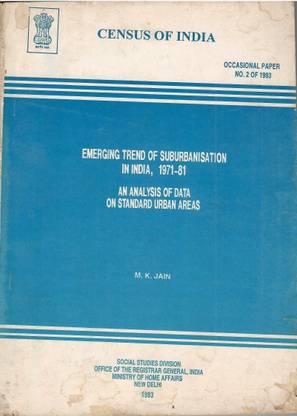 CENSUS OF INDIA
OCCASIONAL PAPER
NO. 2 OF 1993
EMERGING TREND OF SUBURBANISATION
IN INDIA, 1971-81
AN ANALYSIS OF DATA
ON STANDARD URBAN AREAS
M. K. JAIN
SOCIAL STUDIES DIVISION
OFFICE OF THE REGISTRAR GENERAL, INDIA
MINISTRY OF HOME AFFAIRS
NEW DELHI
1993